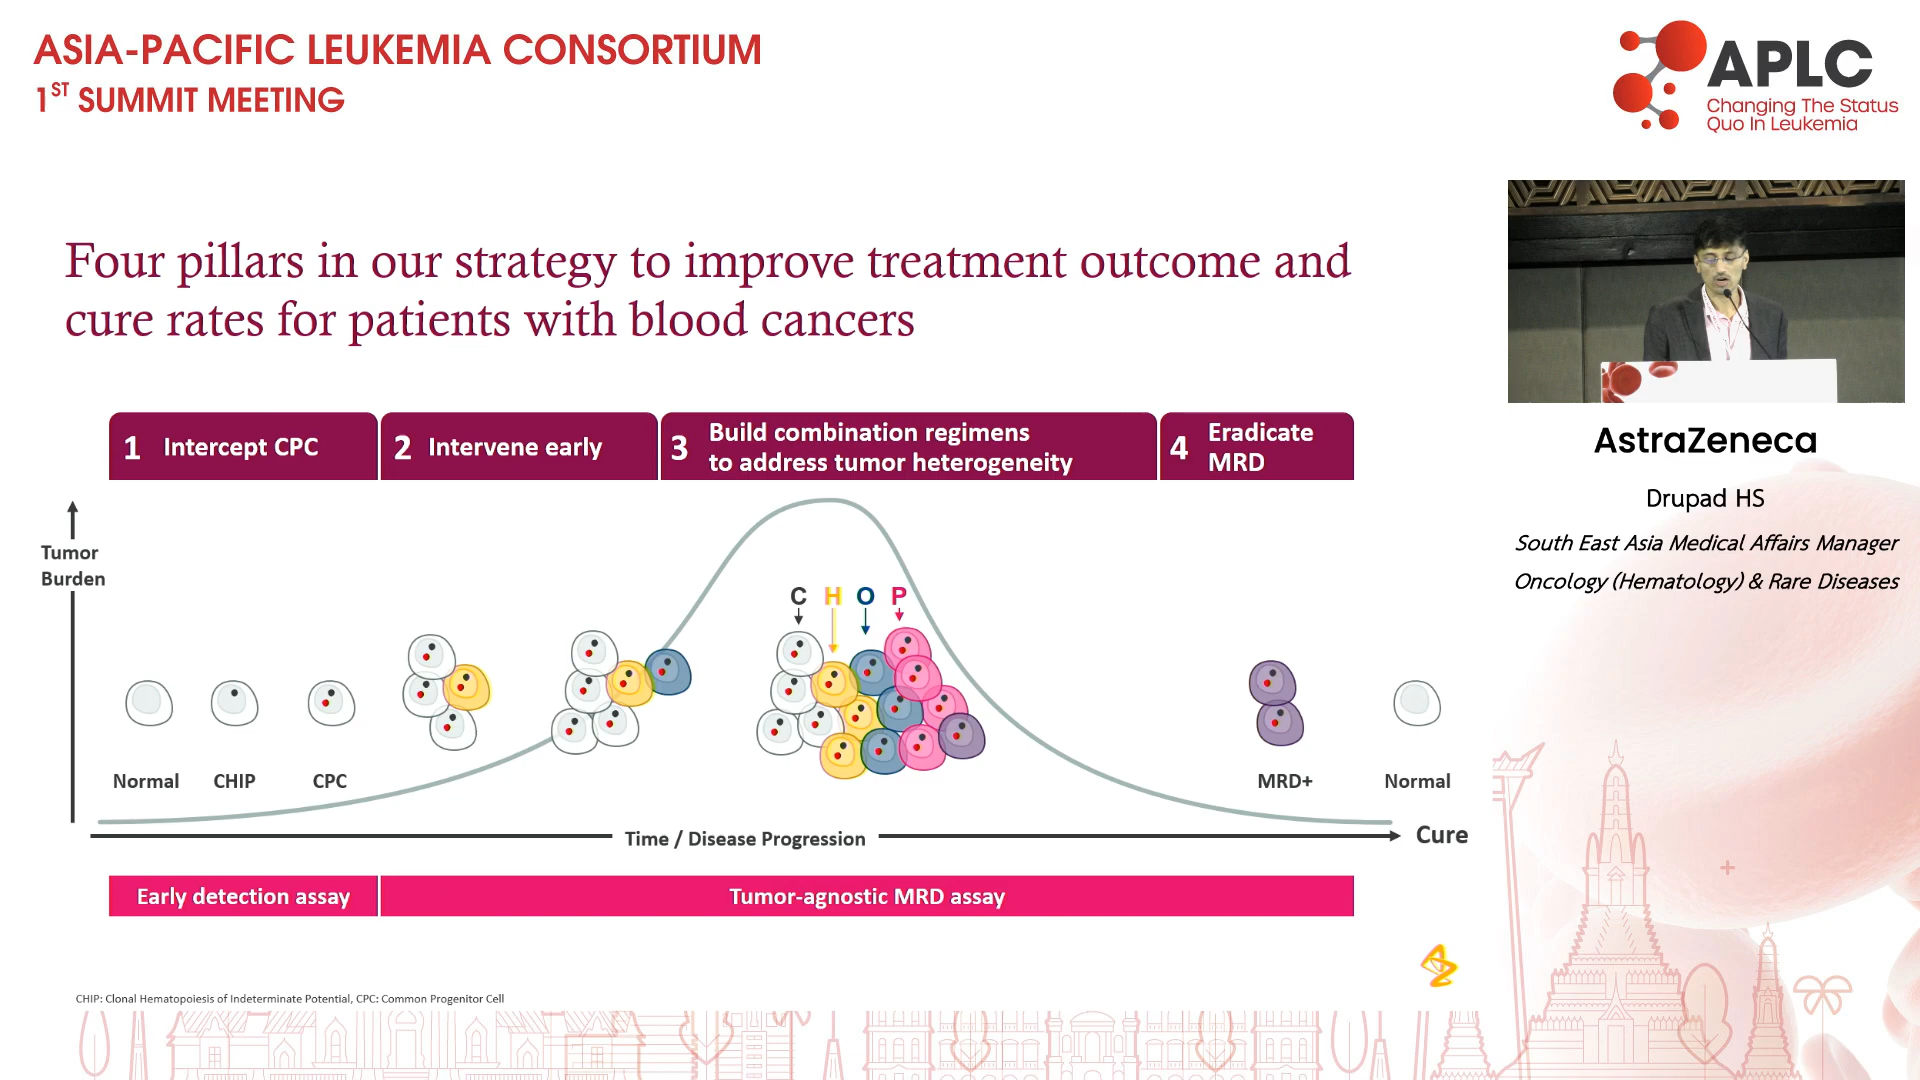 ASIA-PACIFIC LEUKEMIA CONSORTIUM
1ST SUMMIT MEETING
APLC
Changing The Status
Quo In Leukemia
Four pillars in our strategy to improve treatment outcome and
cure rates for patients with blood cancers
1 Intercept CPC
2 Intervene early
3 Build combination regimens
to address tumor heterogeneity
4 Eradicate
MRD
Tumor
Burden
C H O P
Normal
CHIP
CPC
MRD+
Normal
Time / Disease Progression
Cure
Early detection assay
Tumor-agnostic MRD assay
CHIP: Clonal Hematopoiesis of Indeterminate Potential, CPC: Common Progenitor Cell
AstraZeneca
Drupad HS
South East Asia Medical Affairs Manager
Oncology (Hematology) & Rare Diseases